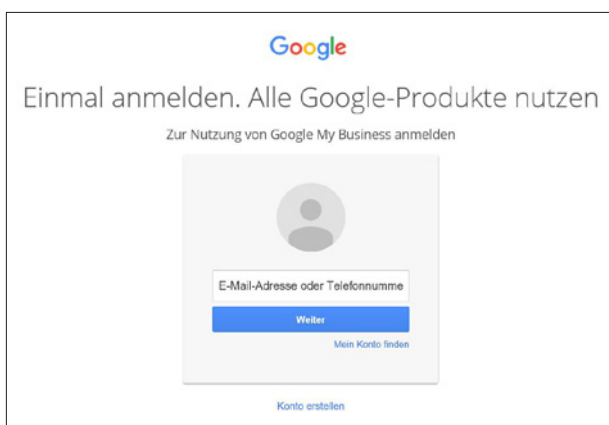 Google
Einmal anmelden. Alle Google-Produkte nutzen
Zur Nutzung von Google My Business anmelden
E-Mail-Adresse oder Telefonnumme
Weiter
Mein Konto finden
Konto erstellen